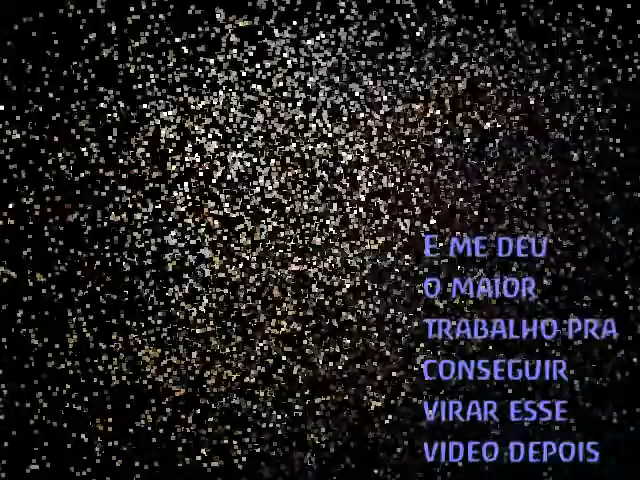 E ME DEU
O MAIOR
TRABALHO PRA
CONSEGUIR
VIRAR ESSE
VIDEO DEPOIS